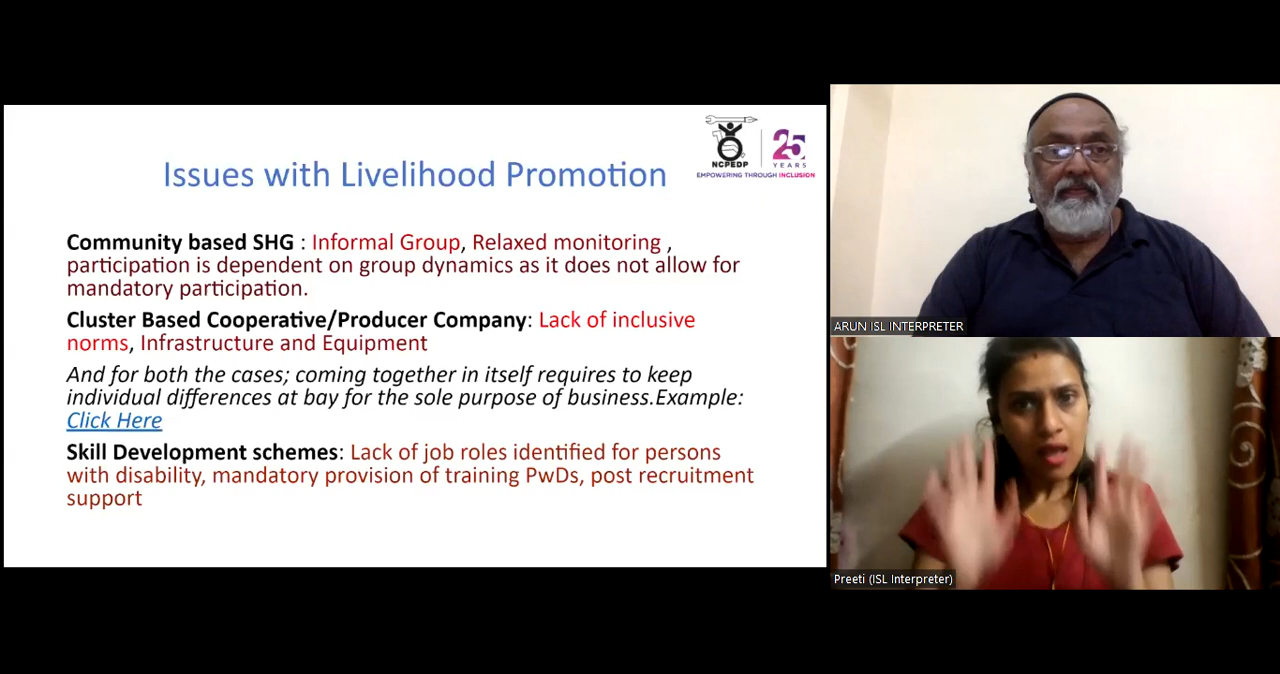 Issues with Livelihood Promotion
NCPEDP
25
YEARS
EMPOWERING THROUGH INCLUSION
Community based SHG : Informal Group, Relaxed monitoring ,
participation is dependent on group dynamics as it does not allow for
mandatory participation.
Cluster Based Cooperative/Producer Company: Lack of inclusive
norms, Infrastructure and Equipment
And for both the cases; coming together in itself requires to keep
individual differences at bay for the sole purpose of business.Example:
Click Here
Skill Development schemes: Lack of job roles identified for persons
with disability, mandatory provision of training PwDs, post recruitment
support
ARUN ISL INTERPRETER
Preeti (ISL Interpreter)